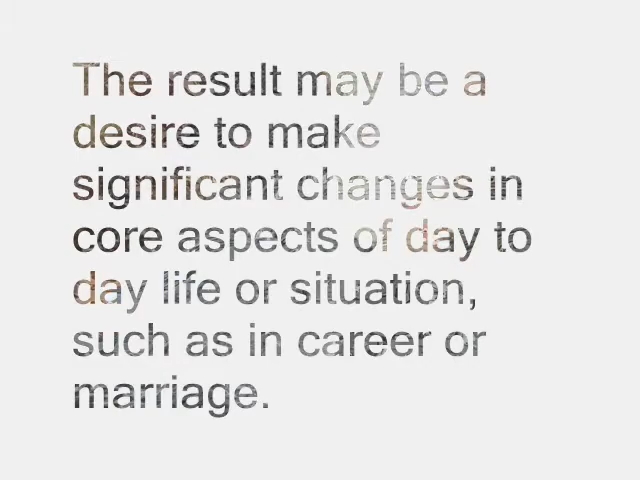 The result may be a
desire to make
significant changes in
core aspects of day to
day life or situation,
such as in career or
marriage.